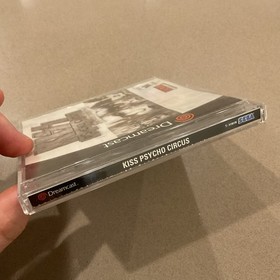 Dreamcast
Dreamcast.
KISS PSYCHO CIRCUS
SEGA